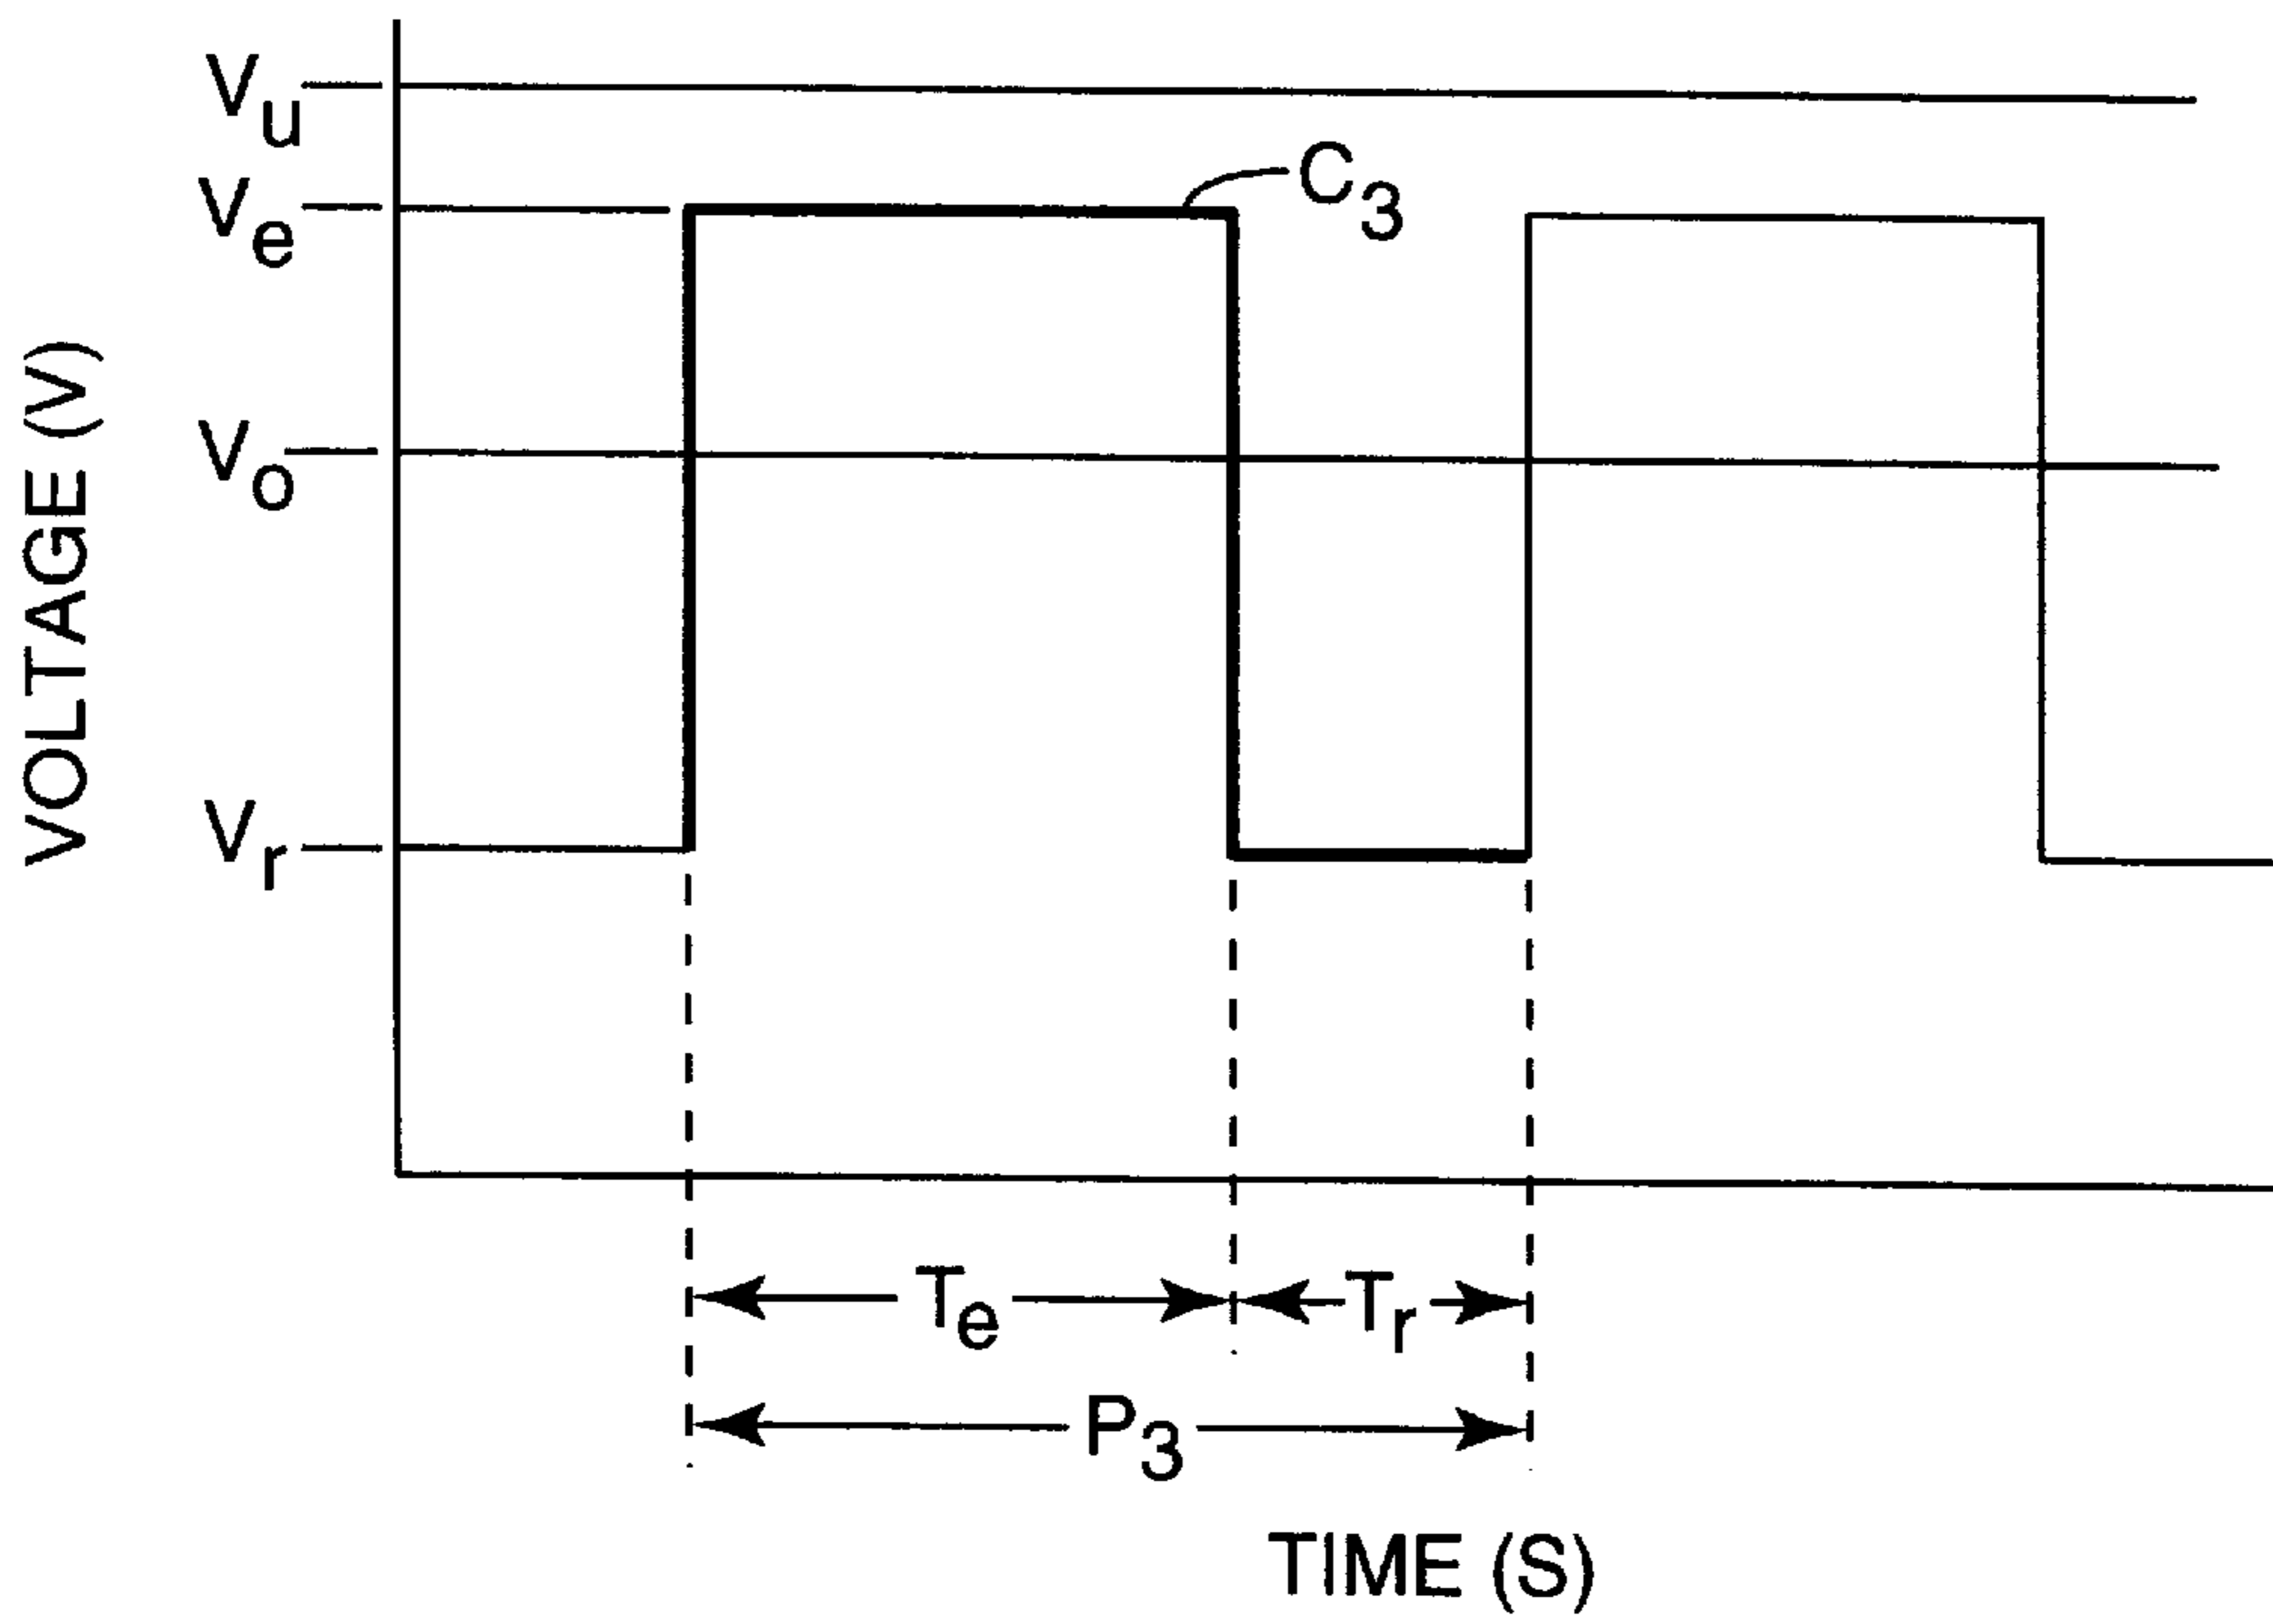 Vu
Ve
C3
Vo
Vr
VOLTAGE (V)
Te
Tr
P3
TIME (S)